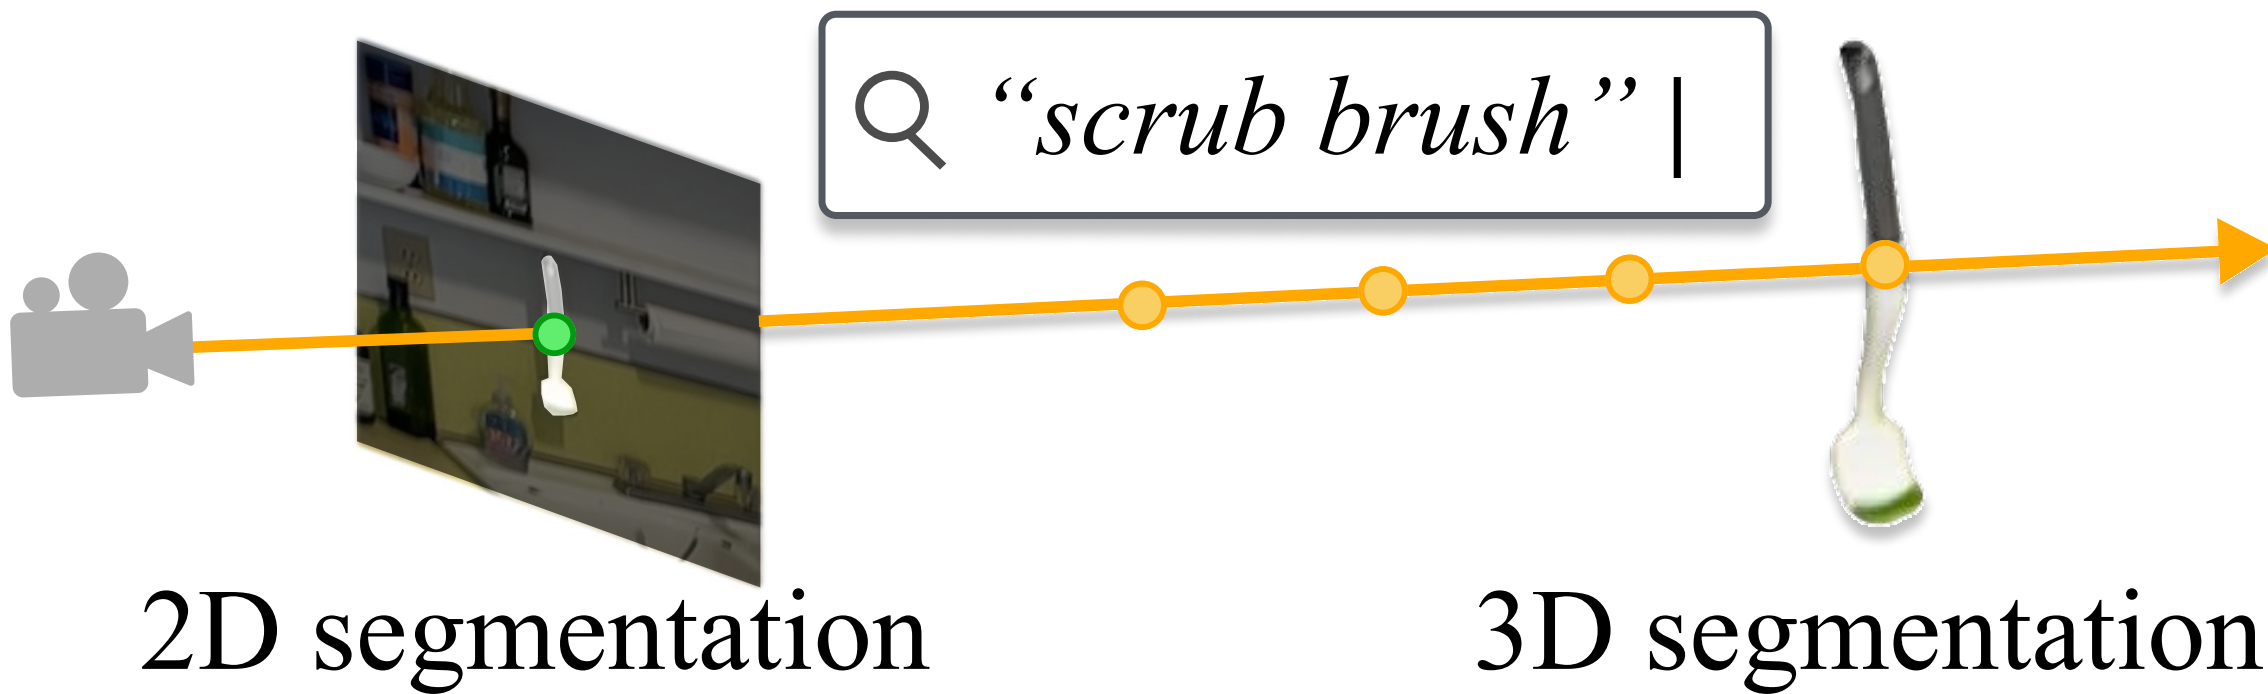 “scrub brush” |
2D segmentation
3D segmentation